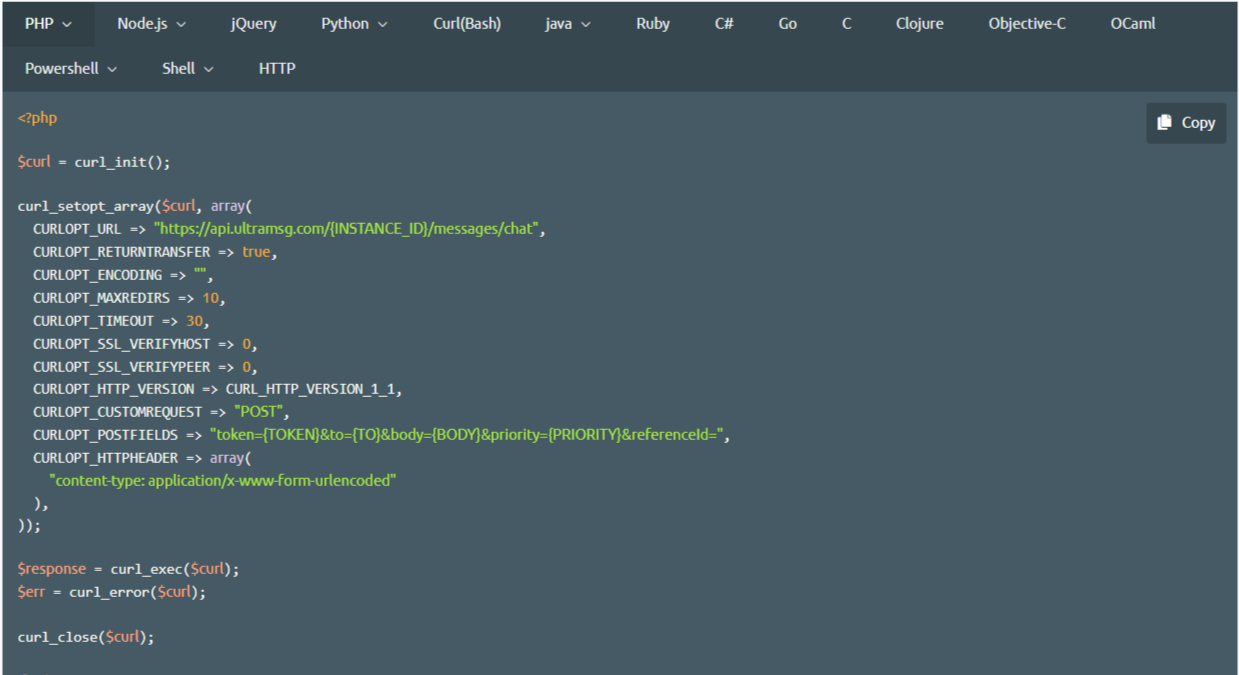 PHP Node.js jQuery Python Curl(Bash) java Ruby C# Go C Clojure Objective-C OCaml
Powershell Shell HTTP
<?php
Copy
$curl = curl_init();
curl_setopt_array($curl, array(
CURLOPT_URL => "https://api.ultramsg.com/{INSTANCE_ID}/messages/chat",
CURLOPT_RETURNTRANSFER => true,
CURLOPT_ENCODING => "",
CURLOPT_MAXREDIRS => 10,
CURLOPT_TIMEOUT => 30,
CURLOPT_SSL_VERIFYHOST => 0,
CURLOPT_SSL_VERIFYPEER => 0,
CURLOPT_HTTP_VERSION => CURL_HTTP_VERSION_1_1,
CURLOPT_CUSTOMREQUEST => "POST",
CURLOPT_POSTFIELDS => "token={TOKEN}&to={TO}&body={BODY}&priority={PRIORITY}&referenceId=",
CURLOPT_HTTPHEADER => array(
"content-type: application/x-www-form-urlencoded"
),
));
$response = curl_exec($curl);
$err = curl_error($curl);
curl_close($curl);